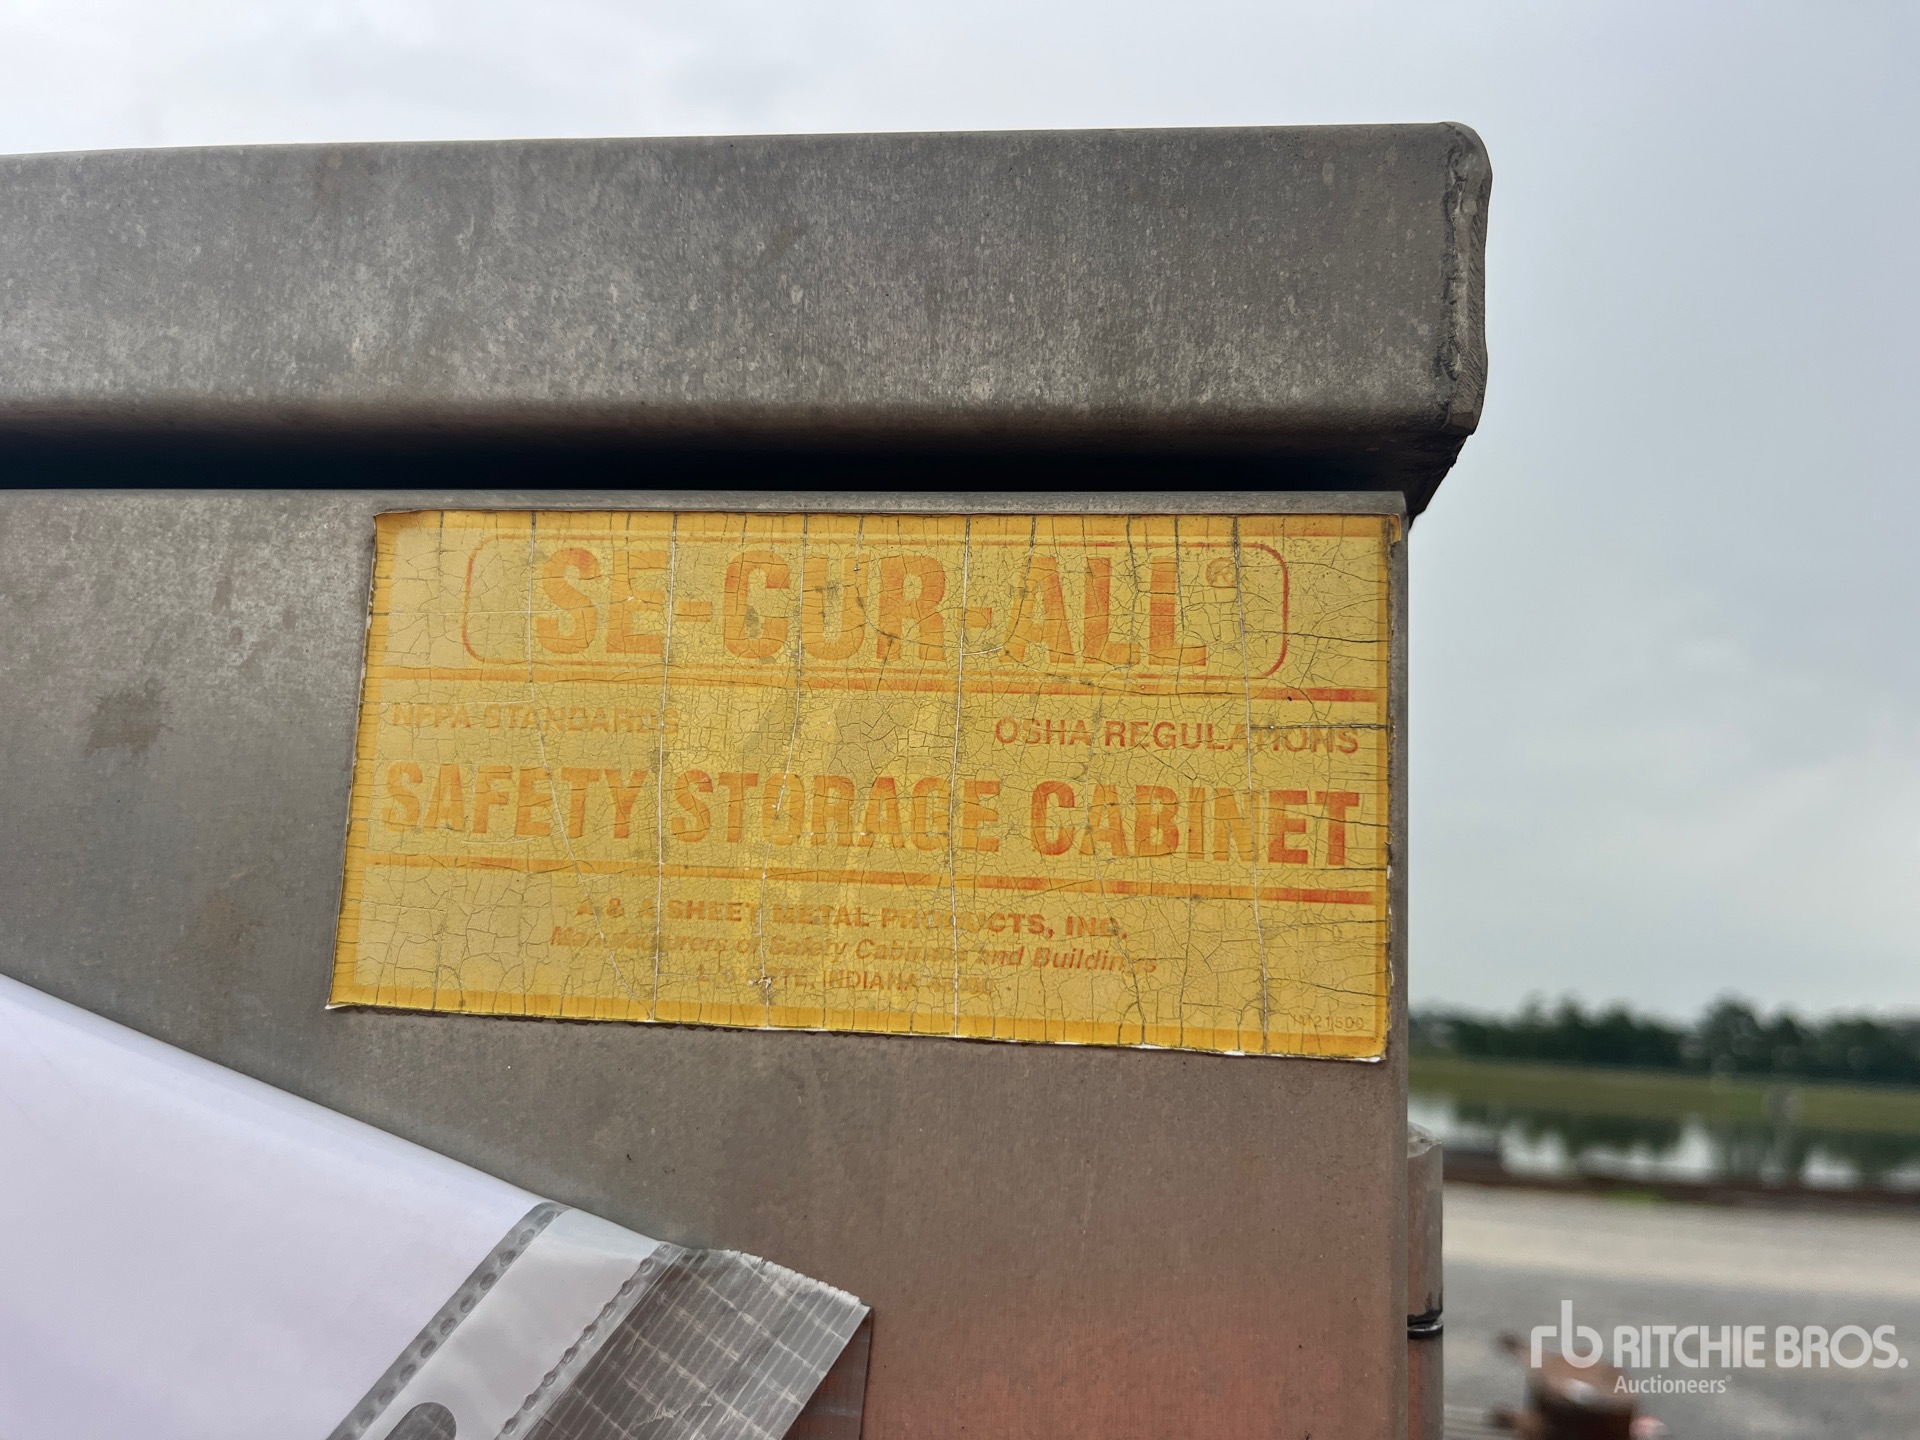 SE-CUR-ALL®
NFPA STANDARDS OSHA REGULATIONS
SAFETY STORAGE CABINET
A & A SHEET METAL PRODUCTS, INC.
Manufacturers of Safety Cabinets and Buildings
INDIANA
rb RITCHIE BROS.
Auctioneers